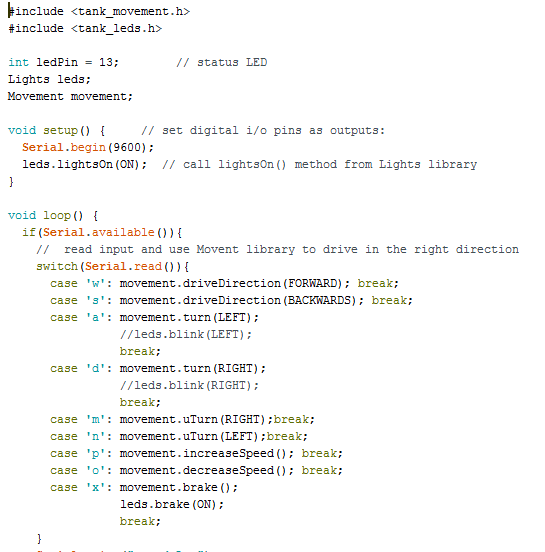 #include <tank_movement.h>
#include <tank_leds.h>
int ledPin = 13;        // status LED
Lights leds;
Movement movement;
void setup() {     // set digital i/o pins as outputs:
  Serial.begin(9600);
  leds.lightsOn(ON);  // call lightsOn() method from Lights library
}
void loop() {
  if(Serial.available()){
    //  read input and use Movent library to drive in the right direction
    switch(Serial.read()){
      case 'w': movement.driveDirection(FORWARD); break;
      case 's': movement.driveDirection(BACKWARDS); break;
      case 'a': movement.turn(LEFT);
                //leds.blink(LEFT);
                break;
      case 'd': movement.turn(RIGHT);
                //leds.blink(RIGHT);
                break;
      case 'm': movement.uTurn(RIGHT);break;
      case 'n': movement.uTurn(LEFT);break;
      case 'p': movement.increaseSpeed(); break;
      case 'o': movement.decreaseSpeed(); break;
      case 'x': movement.brake();
                leds.brake(ON);
                break;
    }